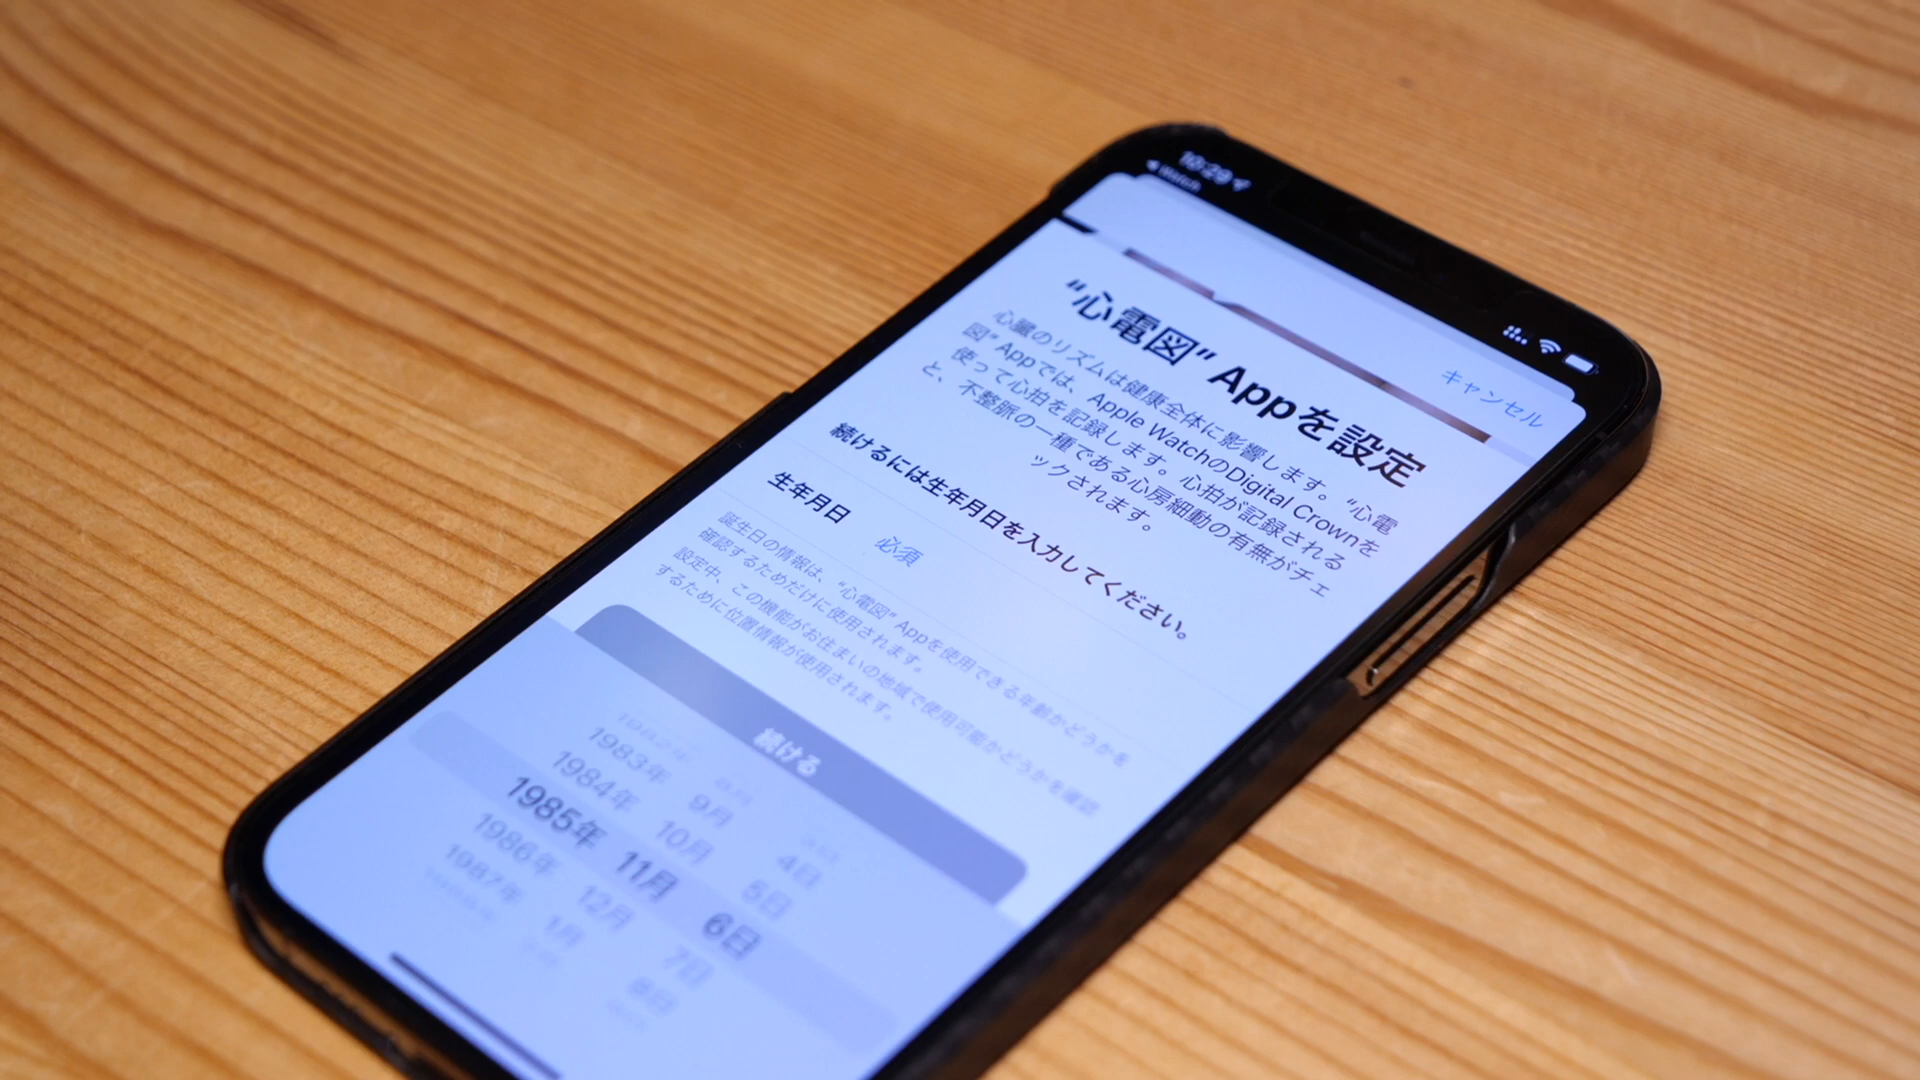 10:29
◀ Watch
キャンセル
“心電図” Appを設定
心臓のリズムは健康全体に影響します。“心電
図” Appでは、Apple WatchのDigital Crownを
使って心拍を記録します。心拍が記録される
と、不整脈の一種である心房細動の有無がチェ
ックされます。
続けるには生年月日を入力してください。
生年月日 必須
誕生日の情報は、“心電図” Appを使用できる年齢かどうかを
確認するためだけに使用されます。
設定中、この機能がお住まいの地域で使用可能かどうかを確認
するために位置情報が使用されます。
続ける
1982年
1983年 9月 4日
1984年 10月 5日
1985年 11月 6日
1986年 12月 7日
1987年 1月 8日